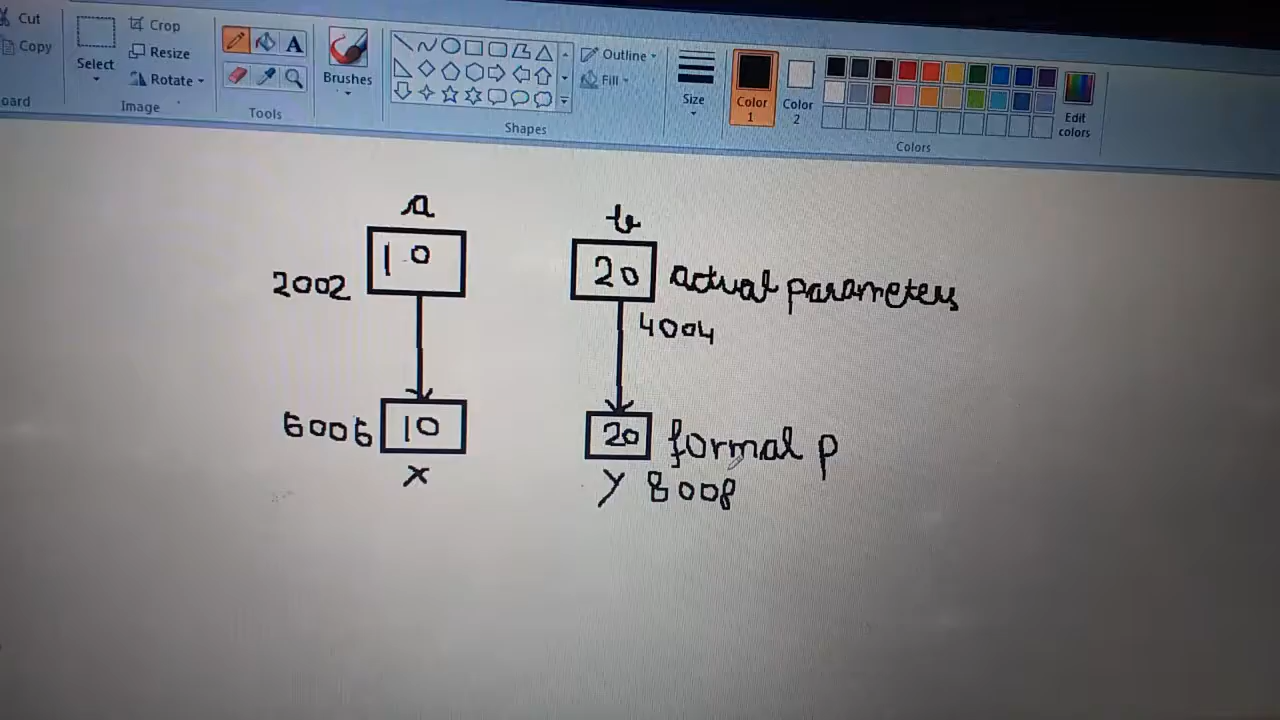 Cut
Copy
oard
Select
Crop
Resize
Rotate
Image
A
Tools
Brushes
Shapes
Outline
Fill
Size
Color 1
Color 2
Edit colors
Colors
a b
10 20 actual parameters
2002 4004
6006 10 20 formal p
x y 8008